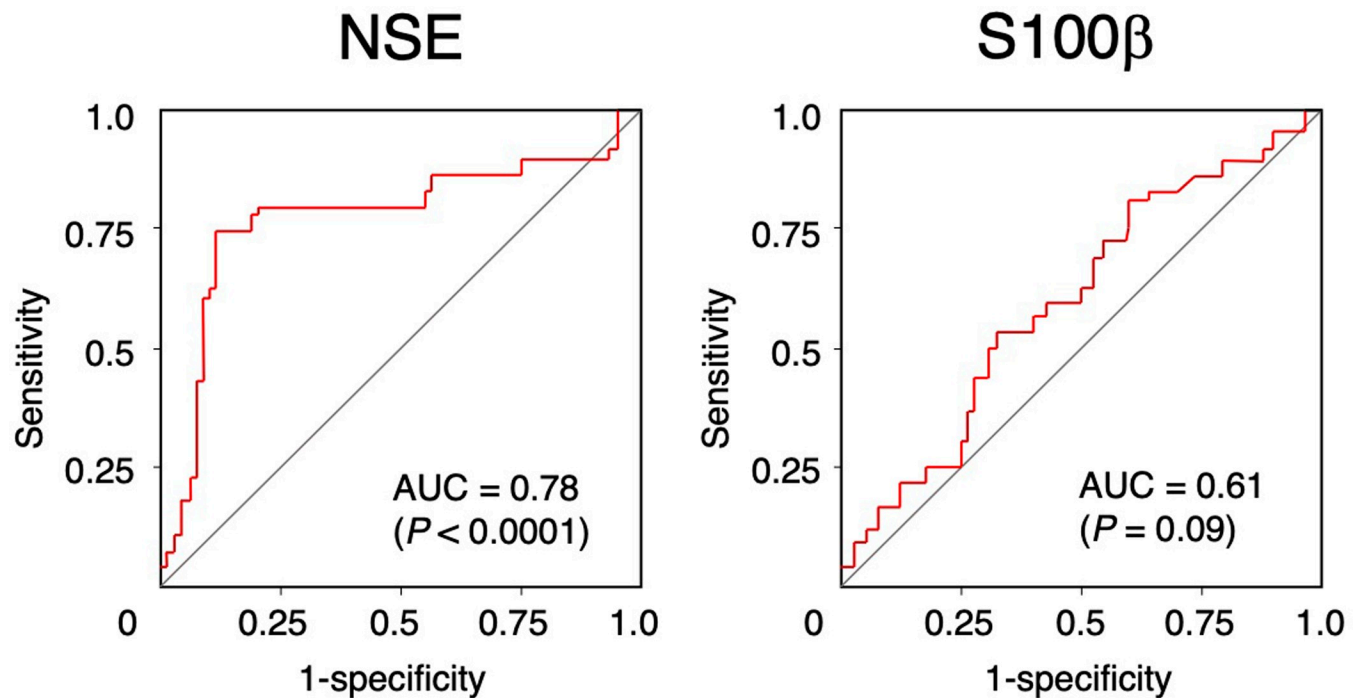 NSE
1.0
0.75
0.5
0.25
0
0.25
0.5
0.75
1.0
Sensitivity
1-specificity
AUC = 0.78
(P < 0.0001)
S100β
1.0
0.75
0.5
0.25
0
0.25
0.5
0.75
1.0
Sensitivity
1-specificity
AUC = 0.61
(P = 0.09)